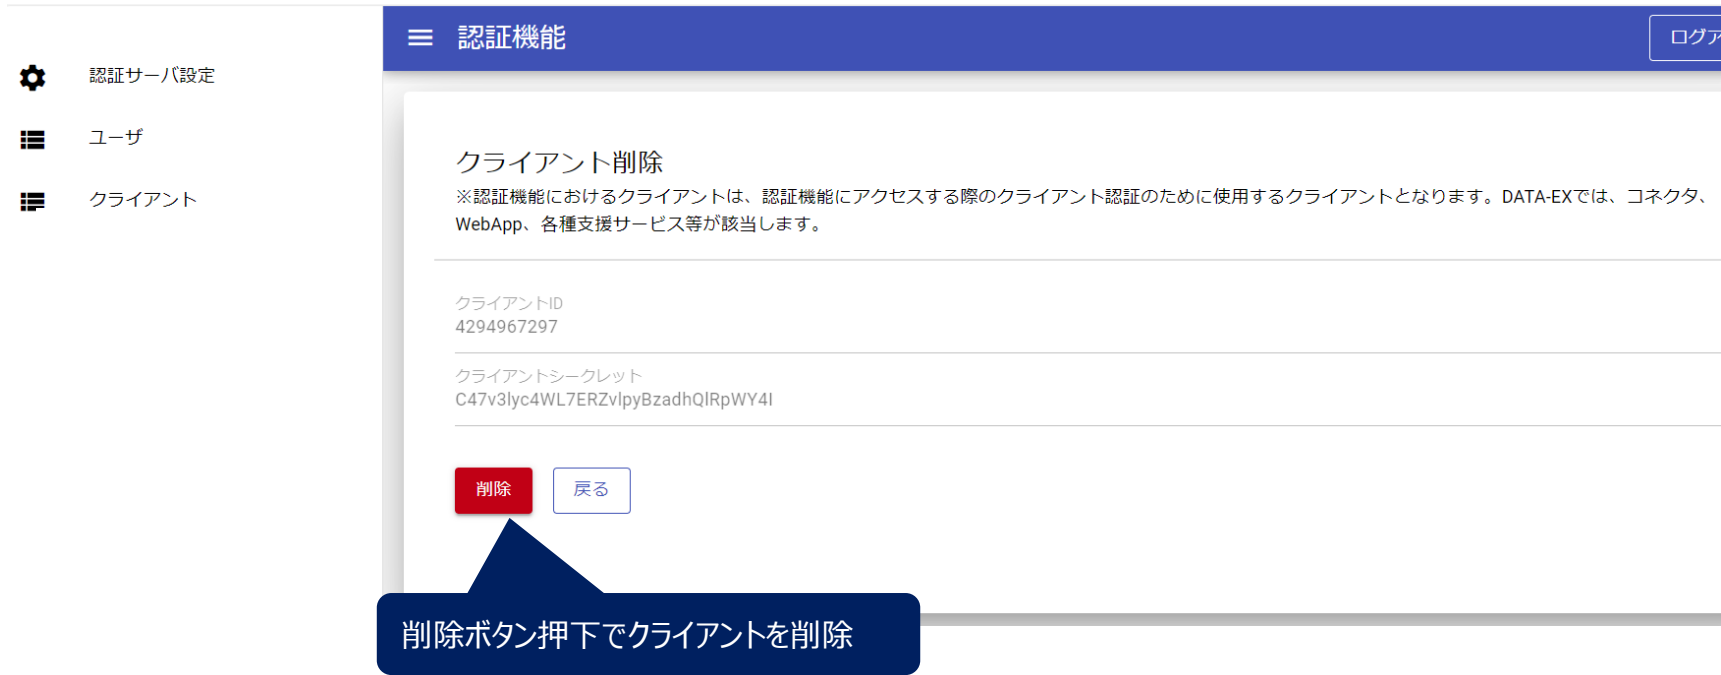 認証機能
ログア
認証サーバ設定
ユーザ
クライアント
クライアント削除
※認証機能におけるクライアントは、認証機能にアクセスする際のクライアント認証のために使用するクライアントとなります。DATA-EXでは、コネクタ、
WebApp、各種支援サービス等が該当します。
クライアントID
4294967297
クライアントシークレット
C47v3lyc4WL7ERZvlpyBzadhQlRpWY4I
削除
戻る
削除ボタン押下でクライアントを削除